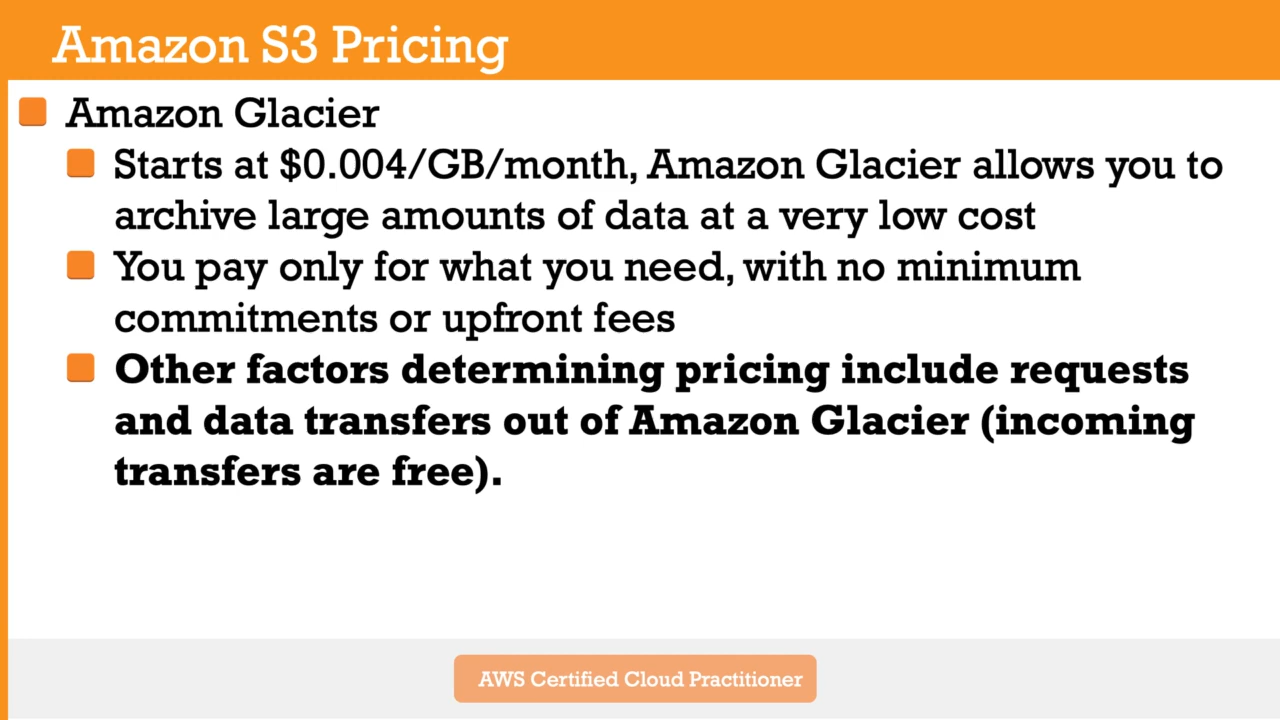 Amazon S3 Pricing
Amazon Glacier
Starts at $0.004/GB/month, Amazon Glacier allows you to
archive large amounts of data at a very low cost
You pay only for what you need, with no minimum
commitments or upfront fees
Other factors determining pricing include requests
and data transfers out of Amazon Glacier (incoming
transfers are free).
AWS Certified Cloud Practitioner